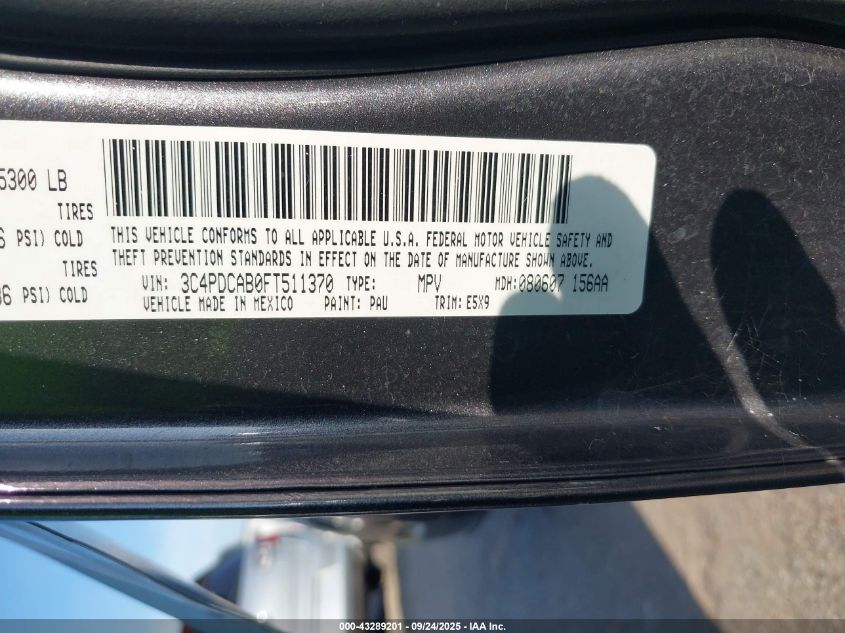 5300 LB
TIRES
6 PSI) COLD
TIRES
36 PSI) COLD
THIS VEHICLE CONFORMS TO ALL APPLICABLE U.S.A. FEDERAL MOTOR VEHICLE SAFETY AND
THEFT PREVENTION STANDARDS IN EFFECT ON THE DATE OF MANUFACTURE SHOWN ABOVE.
VIN: 3C4PDCAB0FT511370 TYPE: MPV MDH: 080607 156AA
VEHICLE MADE IN MEXICO PAINT: PAU TRIM: E5X9
000-43289201 - 09/24/2025 - IAA Inc.